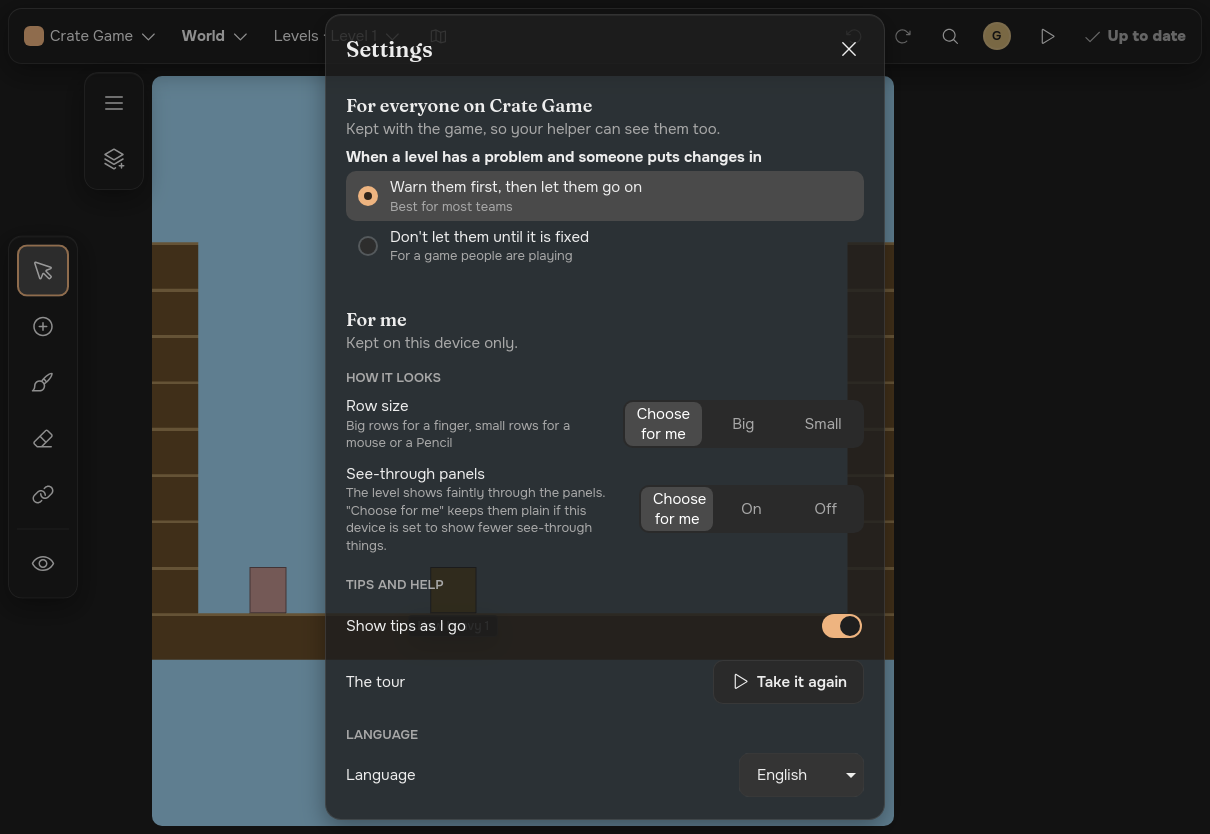 Crate Game
World
Levels · Level 1
G
Up to date
Settings
For everyone on Crate Game
Kept with the game, so your helper can see them too.
When a level has a problem and someone puts changes in
Warn them first, then let them go on
Best for most teams
Don't let them until it is fixed
For a game people are playing
For me
Kept on this device only.
HOW IT LOOKS
Row size
Big rows for a finger, small rows for a
mouse or a Pencil
Choose
for me
Big
Small
See-through panels
The level shows faintly through the panels.
"Choose for me" keeps them plain if this
device is set to show fewer see-through
things.
Choose
for me
On
Off
TIPS AND HELP
Show tips as I go
The tour
Take it again
LANGUAGE
Language
English